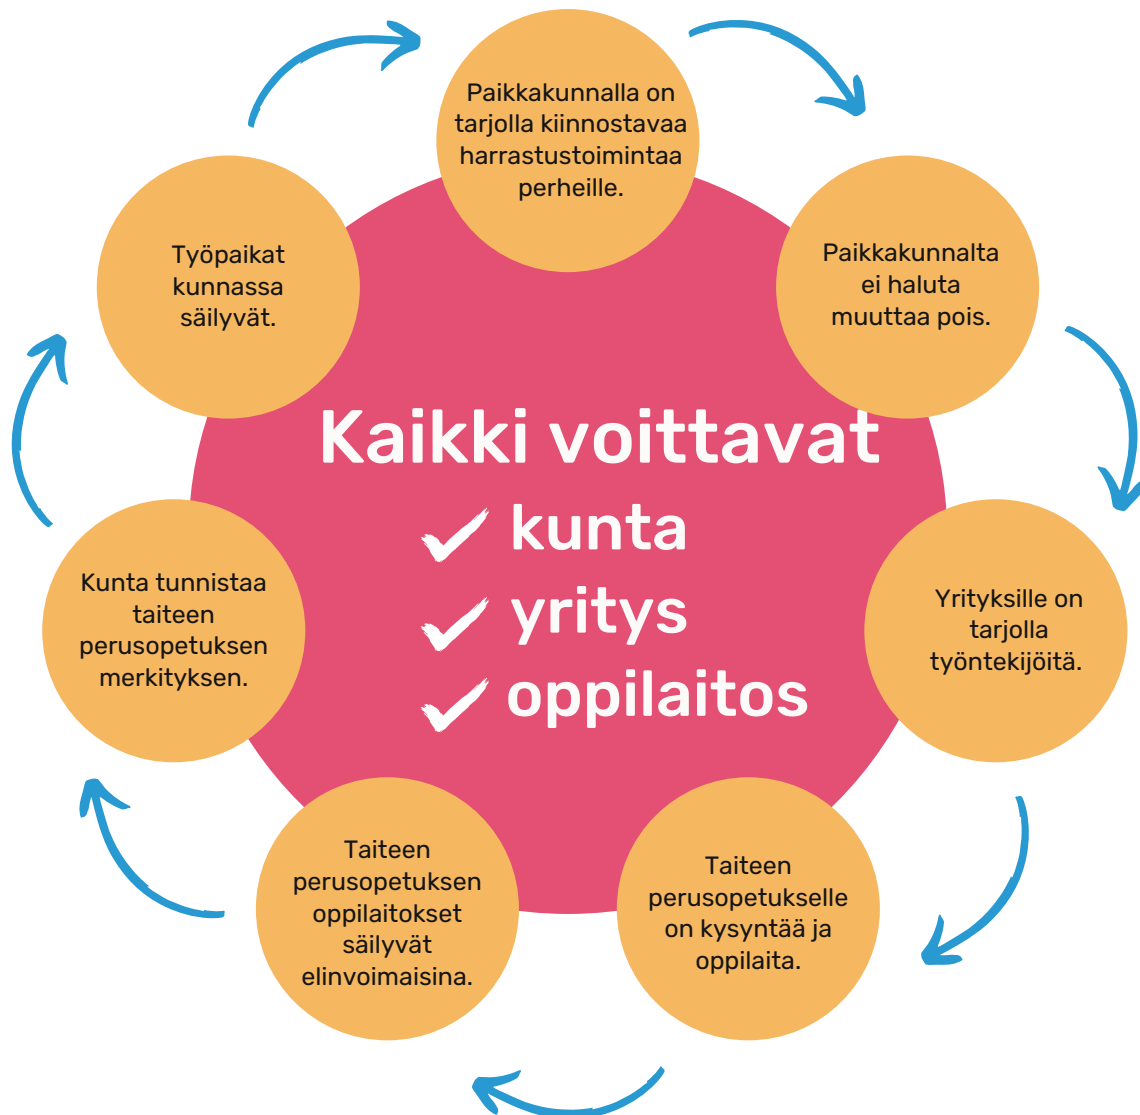 Paikkakunnalla on
tarjolla kiinnostavaa
harrastustoimintaa
perheille.
Paikkakunnalta
ei haluta
muuttaa pois.
Yrityksille on
tarjolla
työntekijöitä.
Taiteen
perusopetukselle
on kysyntää ja
oppilaita.
Taiteen
perusopetuksen
oppilaitokset
säilyvät
elinvoimaisina.
Kunta tunnistaa
taiteen
perusopetuksen
merkityksen.
Työpaikat
kunnassa
säilyvät.
Kaikki voittavat
kunta
yritys
oppilaitos